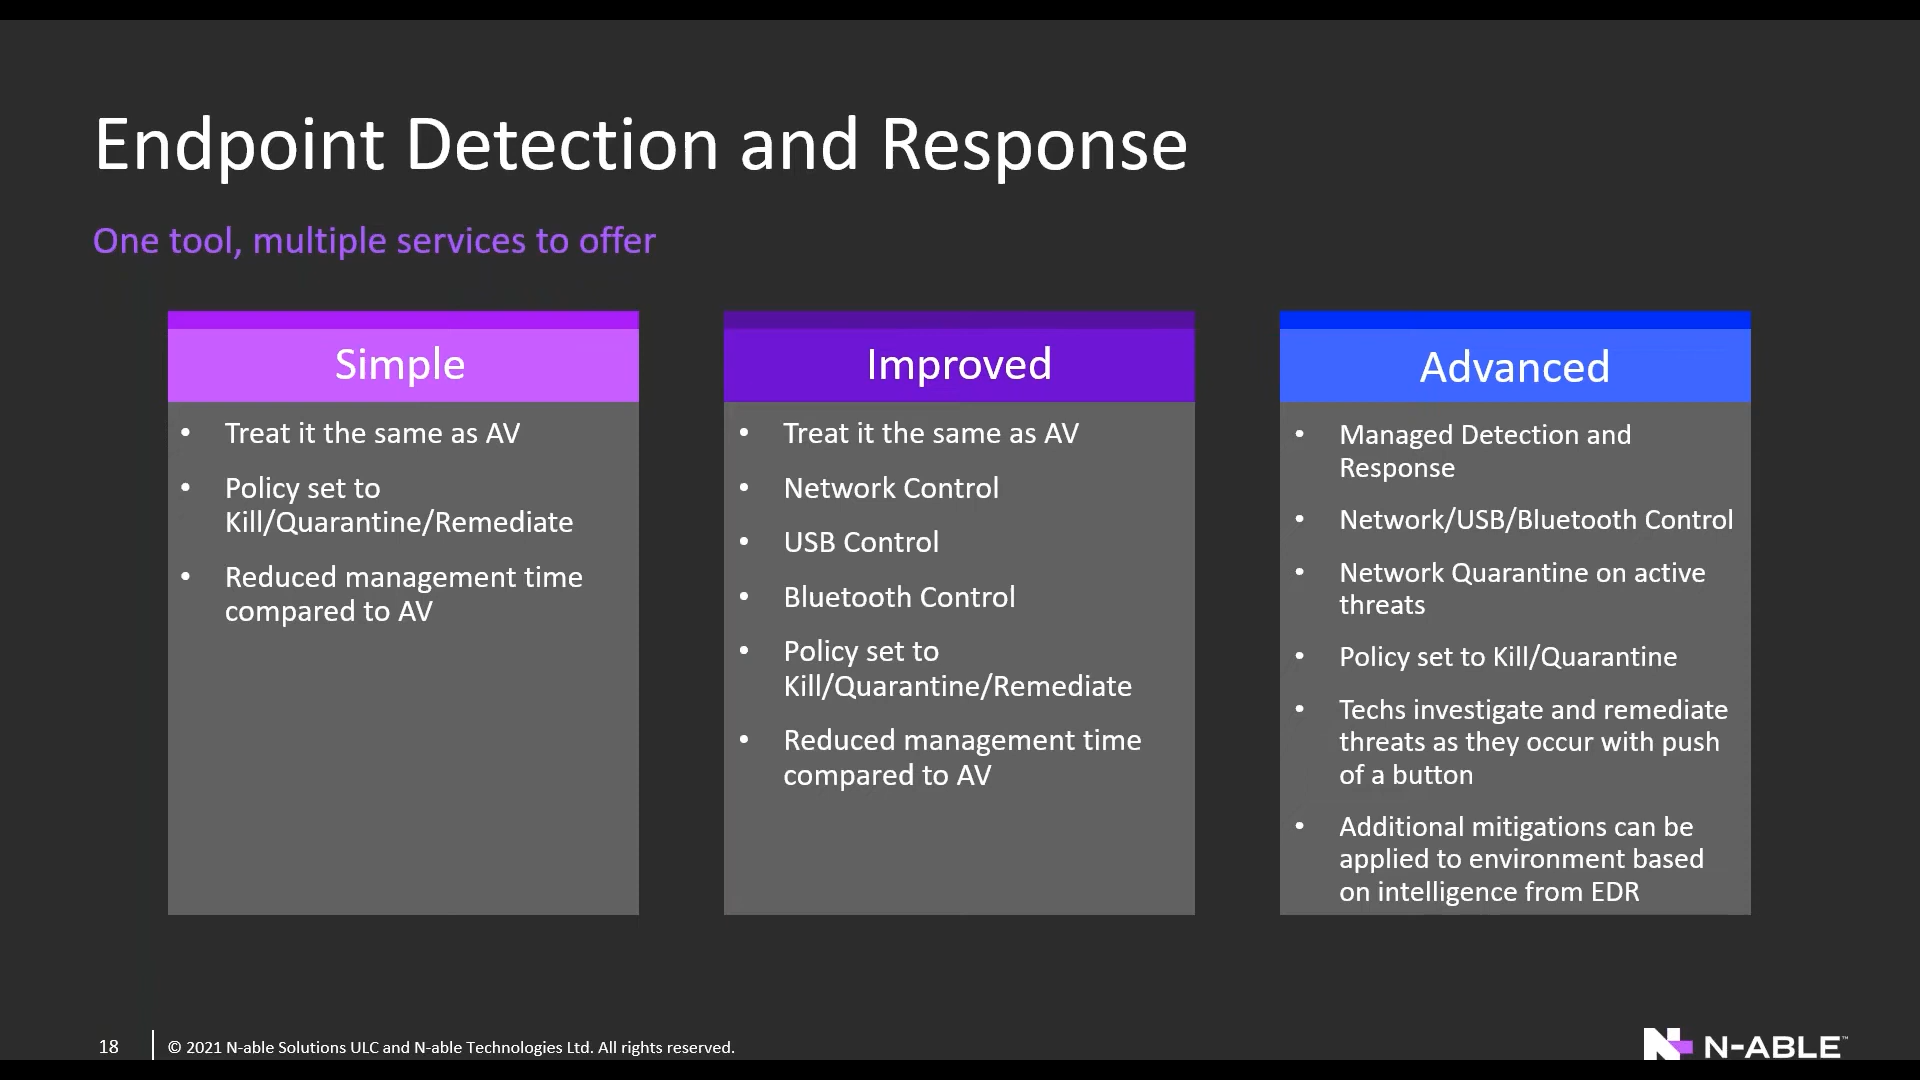 Endpoint Detection and Response
One tool, multiple services to offer
Simple
• Treat it the same as AV
• Policy set to
Kill/Quarantine/Remediate
• Reduced management time
compared to AV
Improved
• Treat it the same as AV
• Network Control
• USB Control
• Bluetooth Control
• Policy set to
Kill/Quarantine/Remediate
• Reduced management time
compared to AV
Advanced
• Managed Detection and
Response
• Network/USB/Bluetooth Control
• Network Quarantine on active
threats
• Policy set to Kill/Quarantine
• Techs investigate and remediate
threats as they occur with push
of a button
• Additional mitigations can be
applied to environment based
on intelligence from EDR
18
© 2021 N-able Solutions ULC and N-able Technologies Ltd. All rights reserved.
N-ABLE™